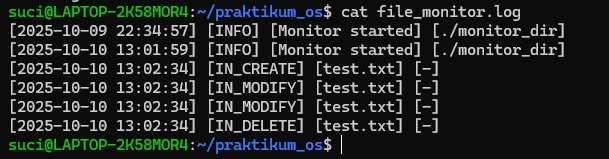 suci@LAPTOP-2K58MOR4:~/praktikum_os$ cat file_monitor.log
[2025-10-09 22:34:57] [INFO] [Monitor started] [./monitor_dir]
[2025-10-10 13:01:59] [INFO] [Monitor started] [./monitor_dir]
[2025-10-10 13:02:34] [IN_CREATE] [test.txt] [-]
[2025-10-10 13:02:34] [IN_MODIFY] [test.txt] [-]
[2025-10-10 13:02:34] [IN_MODIFY] [test.txt] [-]
[2025-10-10 13:02:34] [IN_DELETE] [test.txt] [-]
suci@LAPTOP-2K58MOR4:~/praktikum_os$